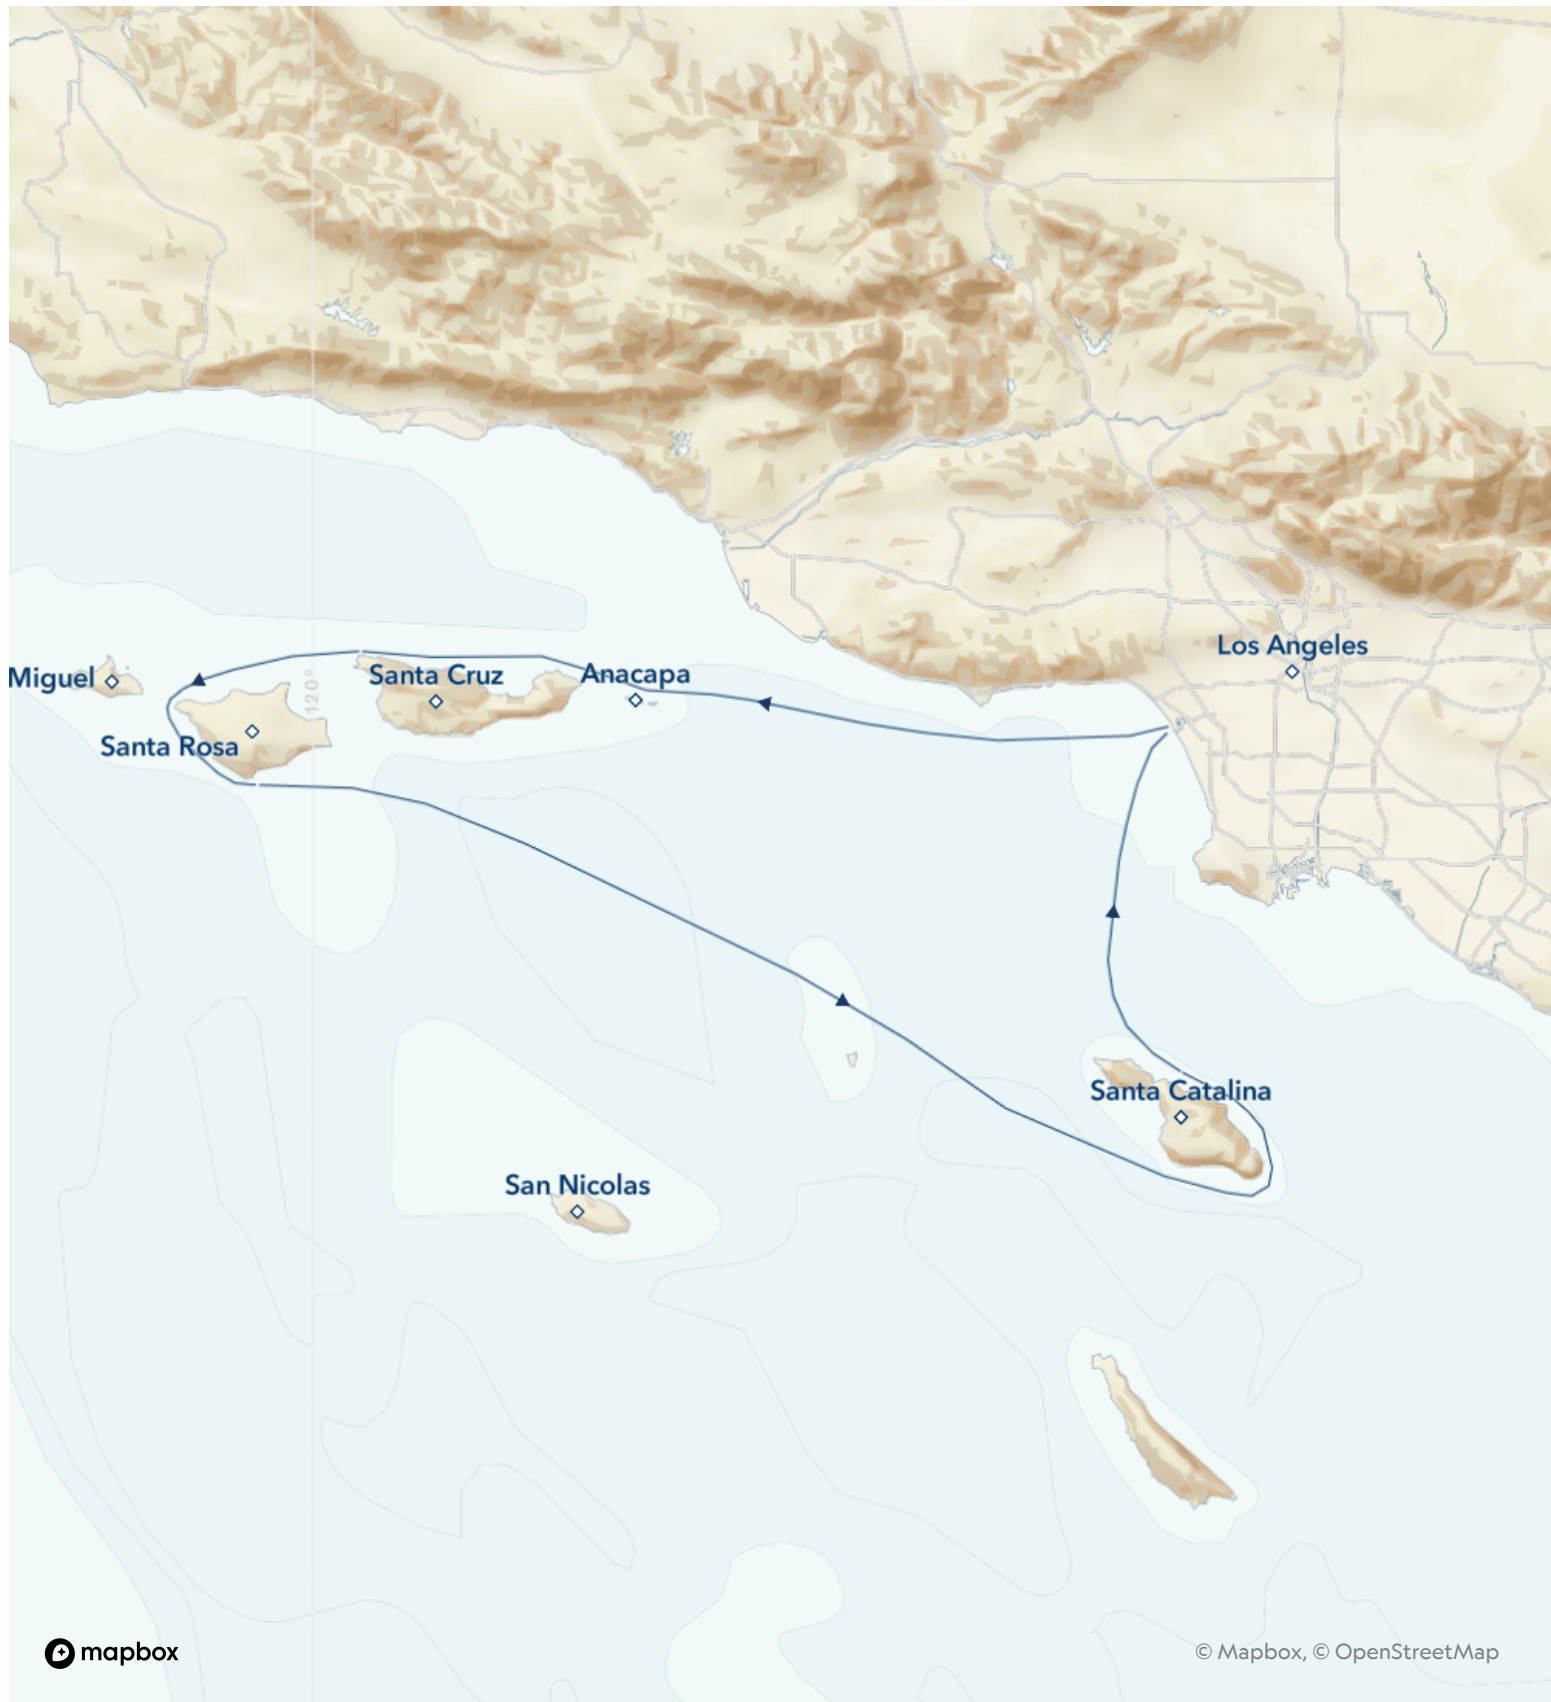 Los Angeles
Miguel
Santa Cruz
Anacapa
120°
Santa Rosa
Santa Catalina
San Nicolas
mapbox
© Mapbox, © OpenStreetMap